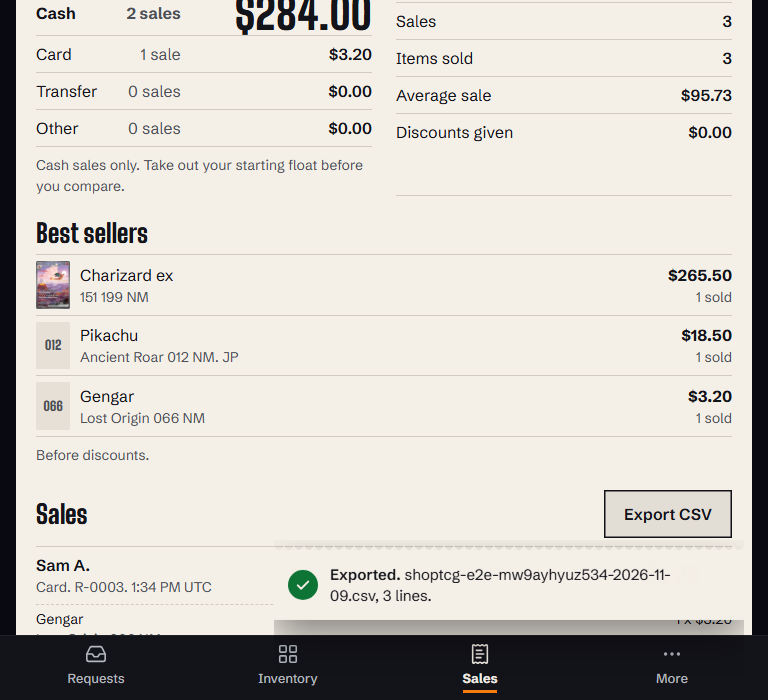 Cash 2 sales $284.00
Card 1 sale $3.20
Transfer 0 sales $0.00
Other 0 sales $0.00
Cash sales only. Take out your starting float before
you compare.
Sales 3
Items sold 3
Average sale $95.73
Discounts given $0.00
Best sellers
Charizard ex $265.50
151 199 NM 1 sold
012
Pikachu $18.50
Ancient Roar 012 NM. JP 1 sold
066
Gengar $3.20
Lost Origin 066 NM 1 sold
Before discounts.
Sales Export CSV
Sam A.
Card. R-0003. 1:34 PM UTC
Exported. shoptcg-e2e-mw9ayhyuz534-2026-11-
09.csv, 3 lines.
Gengar
Requests Inventory Sales More